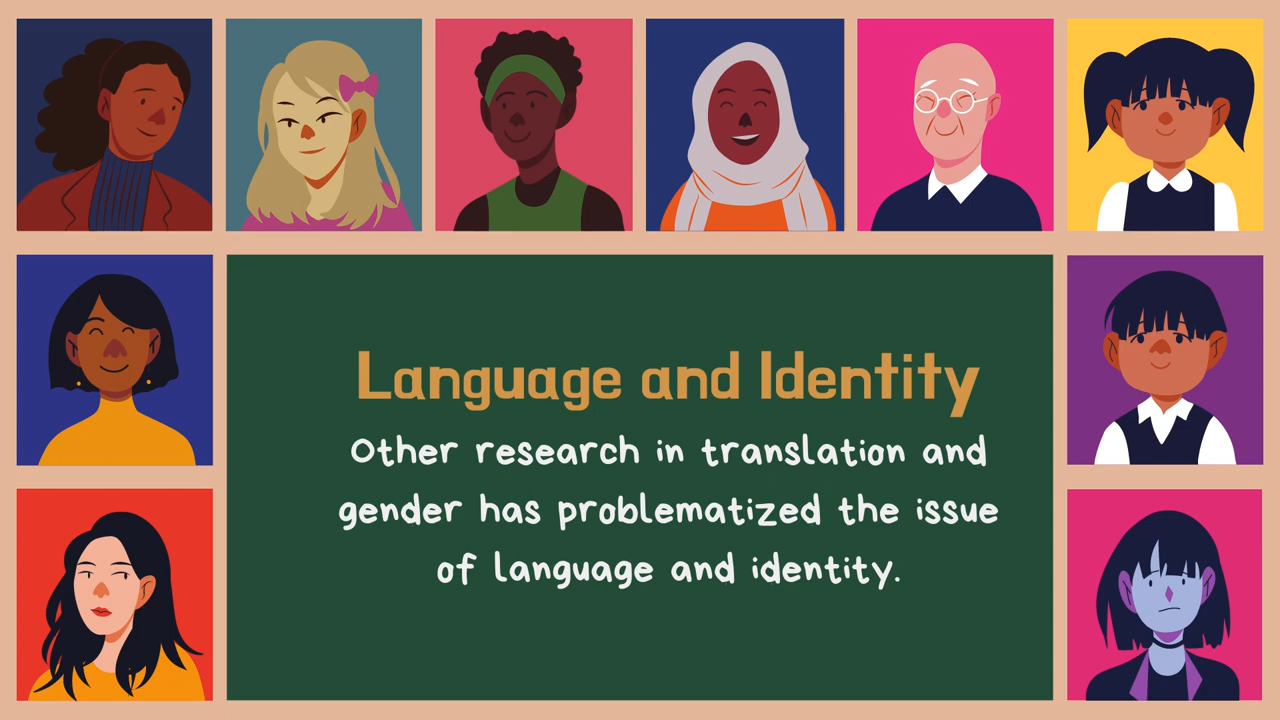 Language and Identity
Other research in translation and
gender has problematized the issue
of language and identity.